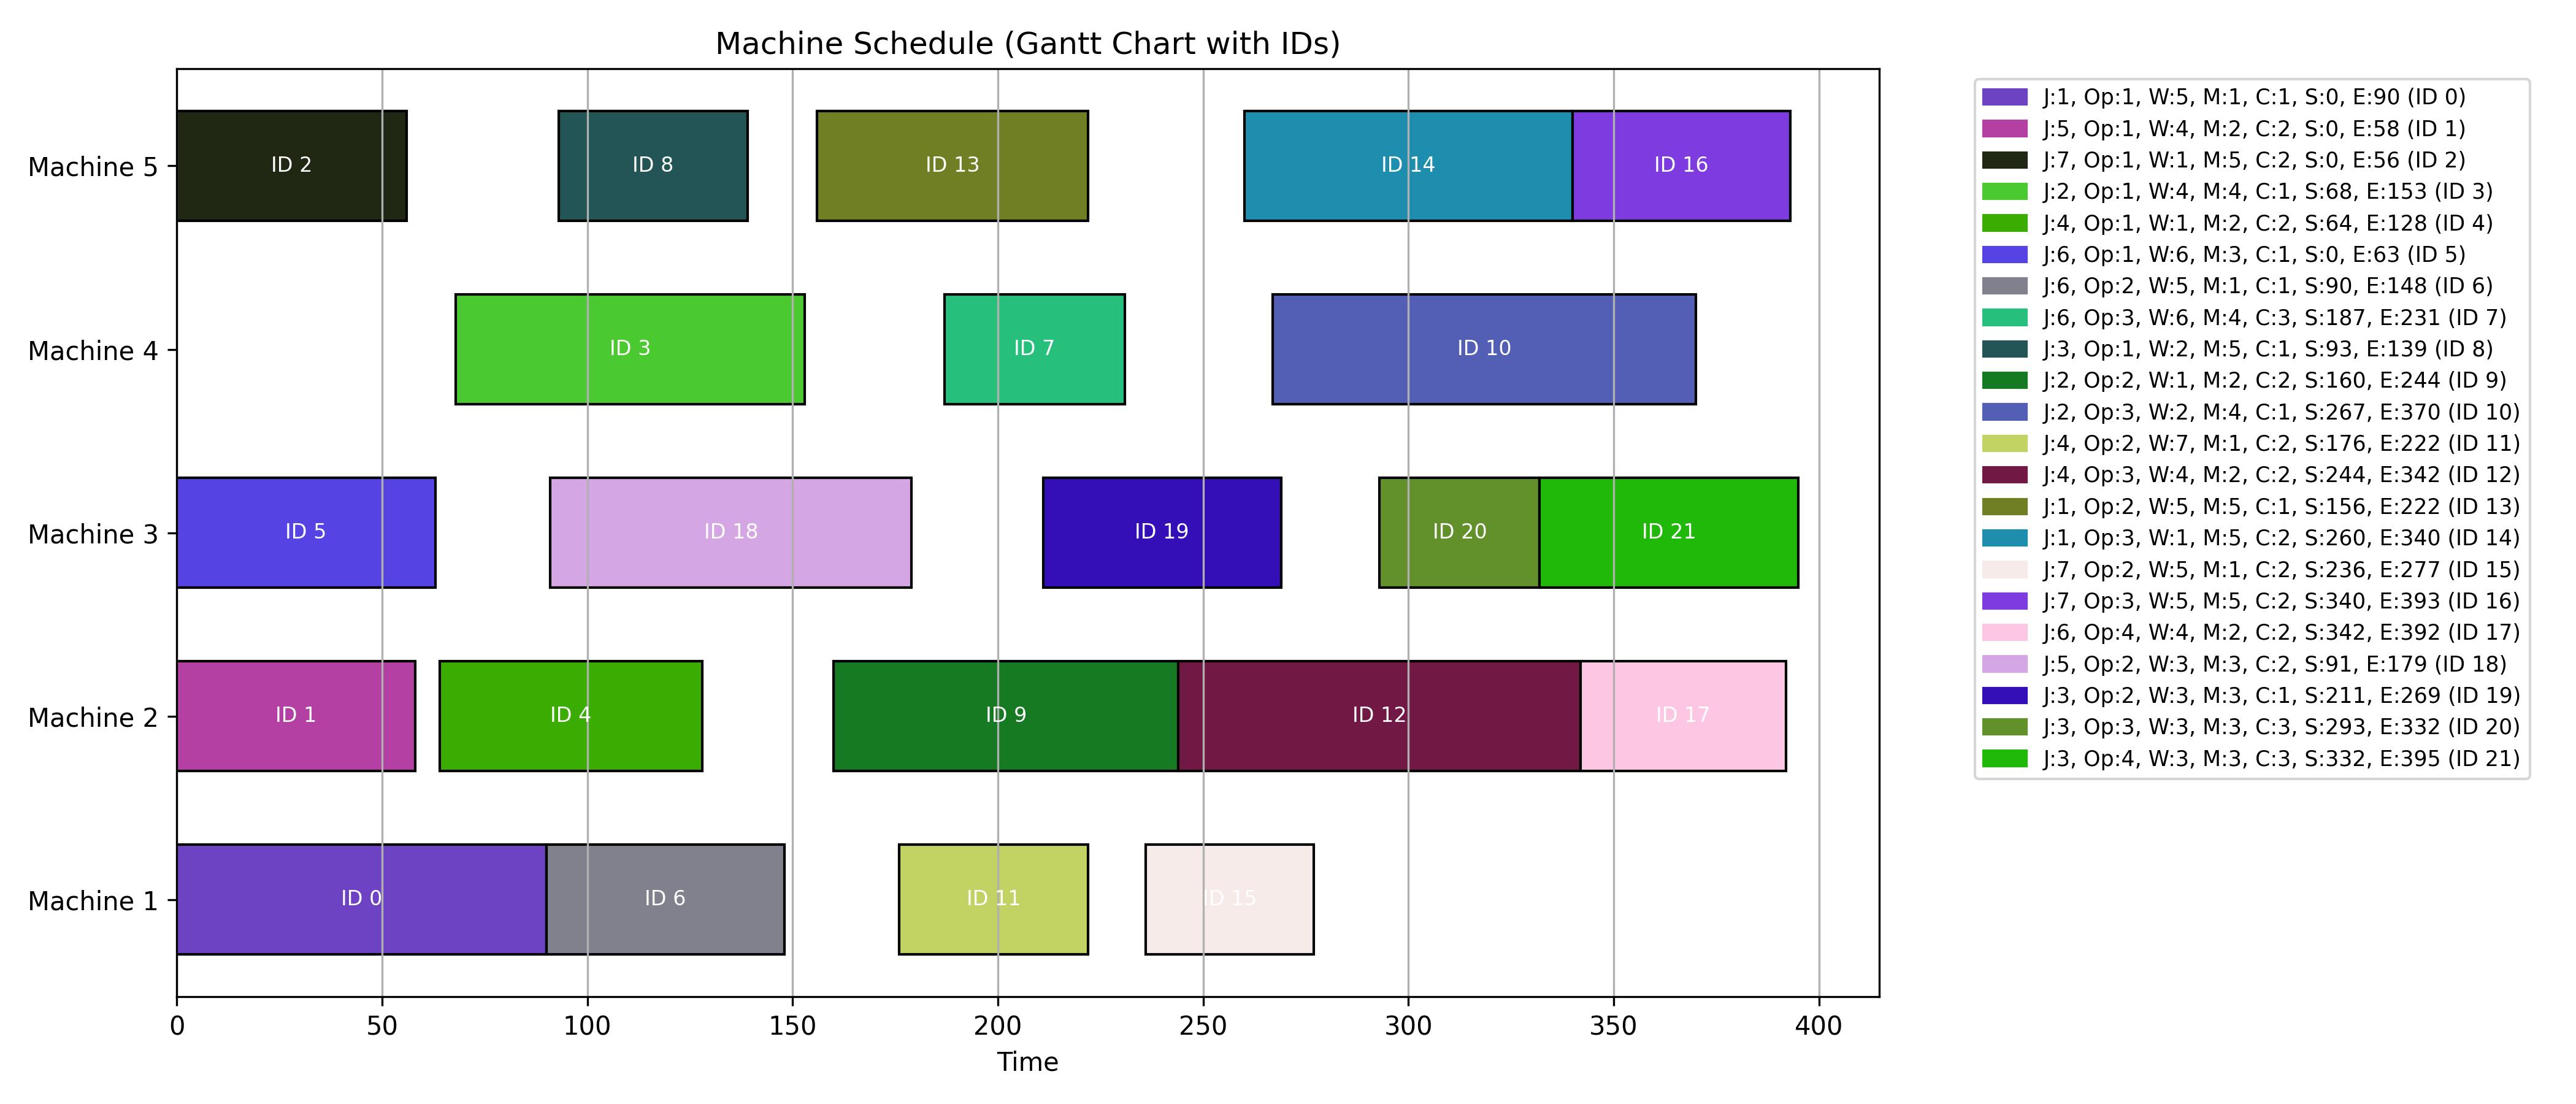 Machine Schedule (Gantt Chart with IDs)
Machine 5
ID 2
ID 8
ID 13
ID 14
ID 16
Machine 4
ID 3
ID 7
ID 10
Machine 3
ID 5
ID 18
ID 19
ID 20
ID 21
Machine 2
ID 1
ID 4
ID 9
ID 12
ID 17
Machine 1
ID 0
ID 6
ID 11
ID 15
0 50 100 150 200 250 300 350 400
Time
J:1, Op:1, W:5, M:1, C:1, S:0, E:90 (ID 0)
J:5, Op:1, W:4, M:2, C:2, S:0, E:58 (ID 1)
J:7, Op:1, W:1, M:5, C:2, S:0, E:56 (ID 2)
J:2, Op:1, W:4, M:4, C:1, S:68, E:153 (ID 3)
J:4, Op:1, W:1, M:2, C:2, S:64, E:128 (ID 4)
J:6, Op:1, W:6, M:3, C:1, S:0, E:63 (ID 5)
J:6, Op:2, W:5, M:1, C:1, S:90, E:148 (ID 6)
J:6, Op:3, W:6, M:4, C:3, S:187, E:231 (ID 7)
J:3, Op:1, W:2, M:5, C:1, S:93, E:139 (ID 8)
J:2, Op:2, W:1, M:2, C:2, S:160, E:244 (ID 9)
J:2, Op:3, W:2, M:4, C:1, S:267, E:370 (ID 10)
J:4, Op:2, W:7, M:1, C:2, S:176, E:222 (ID 11)
J:4, Op:3, W:4, M:2, C:2, S:244, E:342 (ID 12)
J:1, Op:2, W:5, M:5, C:1, S:156, E:222 (ID 13)
J:1, Op:3, W:1, M:5, C:2, S:260, E:340 (ID 14)
J:7, Op:2, W:5, M:1, C:2, S:236, E:277 (ID 15)
J:7, Op:3, W:5, M:5, C:2, S:340, E:393 (ID 16)
J:6, Op:4, W:4, M:2, C:2, S:342, E:392 (ID 17)
J:5, Op:2, W:3, M:3, C:2, S:91, E:179 (ID 18)
J:3, Op:2, W:3, M:3, C:1, S:211, E:269 (ID 19)
J:3, Op:3, W:3, M:3, C:3, S:293, E:332 (ID 20)
J:3, Op:4, W:3, M:3, C:3, S:332, E:395 (ID 21)